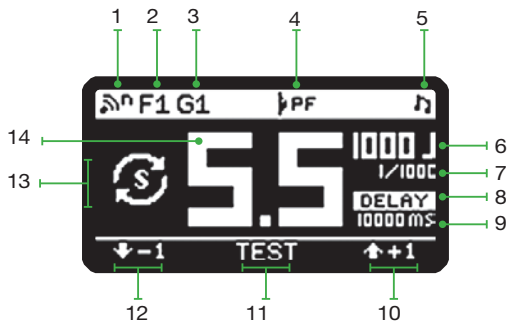 1 2 3 4 5
n F1 G1 PF
14 5.5 1000 J 6
1/100C 7
13 S DELAY 8
10000 MS 9
-1 TEST +1
12 11 10